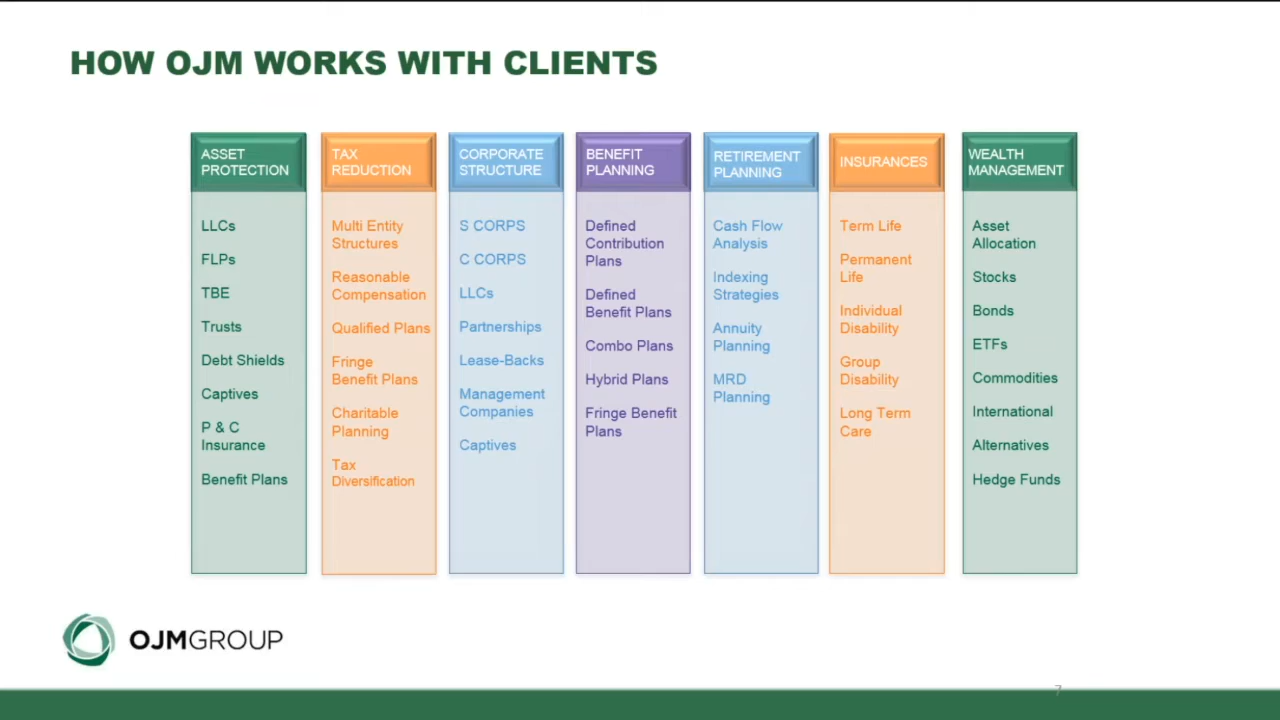 HOW OJM WORKS WITH CLIENTS
ASSET
PROTECTION
LLCs
FLPs
TBE
Trusts
Debt Shields
Captives
P & C
Insurance
Benefit Plans
TAX
REDUCTION
Multi Entity
Structures
Reasonable
Compensation
Qualified Plans
Fringe
Benefit Plans
Charitable
Planning
Tax
Diversification
CORPORATE
STRUCTURE
S CORPS
C CORPS
LLCs
Partnerships
Lease-Backs
Management
Companies
Captives
BENEFIT
PLANNING
Defined
Contribution
Plans
Defined
Benefit Plans
Combo Plans
Hybrid Plans
Fringe Benefit
Plans
RETIREMENT
PLANNING
Cash Flow
Analysis
Indexing
Strategies
Annuity
Planning
MRD
Planning
INSURANCES
Term Life
Permanent
Life
Individual
Disability
Group
Disability
Long Term
Care
WEALTH
MANAGEMENT
Asset
Allocation
Stocks
Bonds
ETFs
Commodities
International
Alternatives
Hedge Funds
OJMGROUP
7